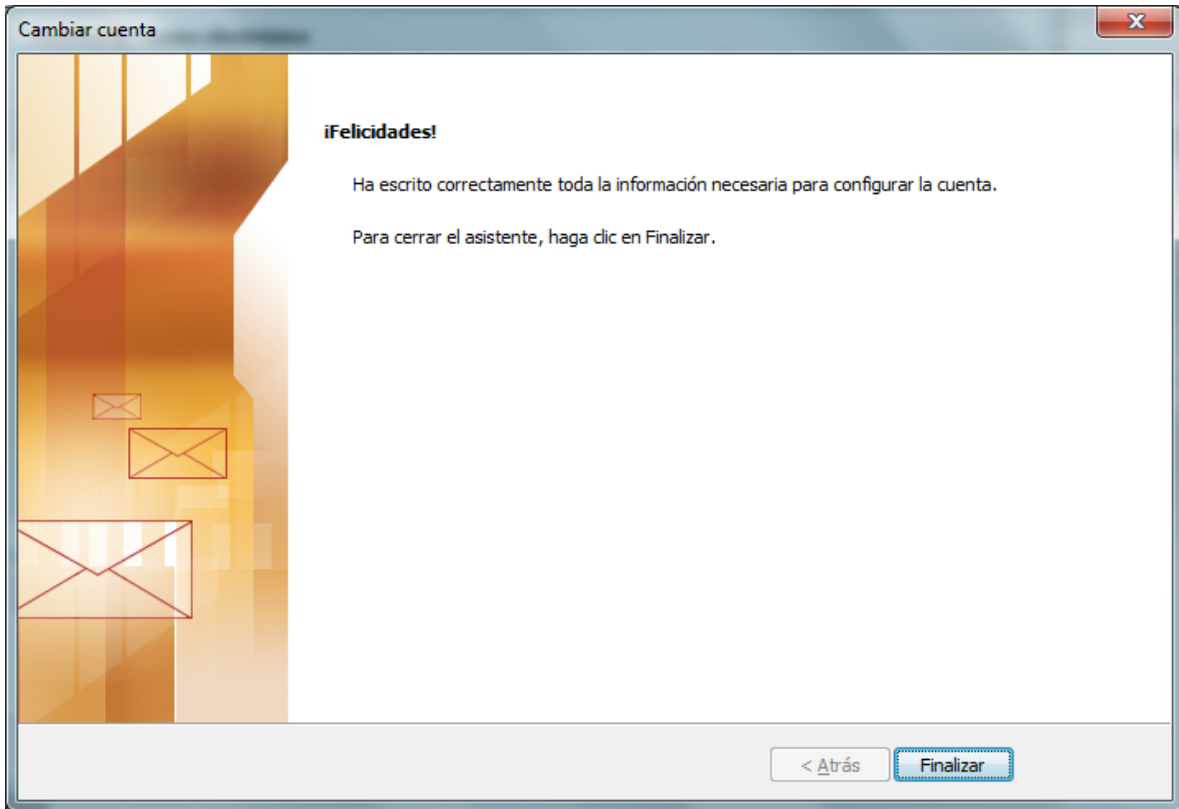 Cambiar cuenta
¡Felicidades!
Ha escrito correctamente toda la información necesaria para configurar la cuenta.
Para cerrar el asistente, haga clic en Finalizar.
< Atrás
Finalizar